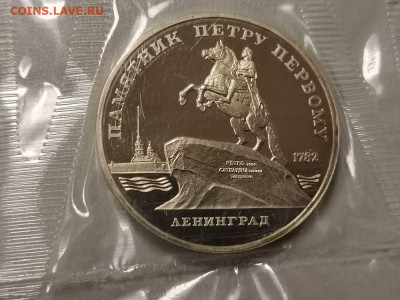 COINS.LAVE.RU
ПАМЯТНИК ПЕТРУ ПЕРВОМУ
1782
ЛЕНИНГРАД